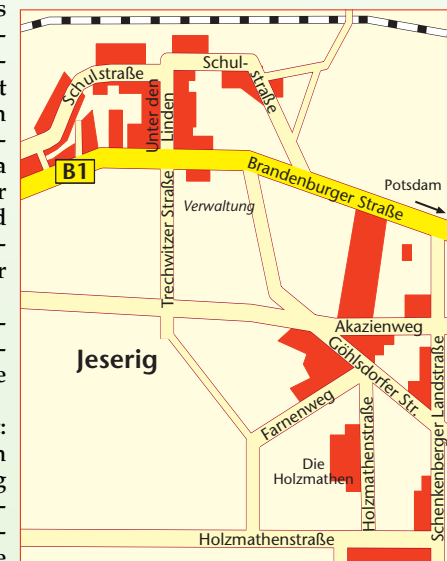 Schulstraße
Schul-
straße
Unter den
Linden
B1
Brandenburger Straße
Potsdam
Verwaltung
Trechwitzer Straße
Jeserig
Akazienweg
Göhlsdorfer Str.
Schenkenberger Landstraße
Farnenweg
Holzmathenstraße
Die
Holzmathen
Holzmathenstraße